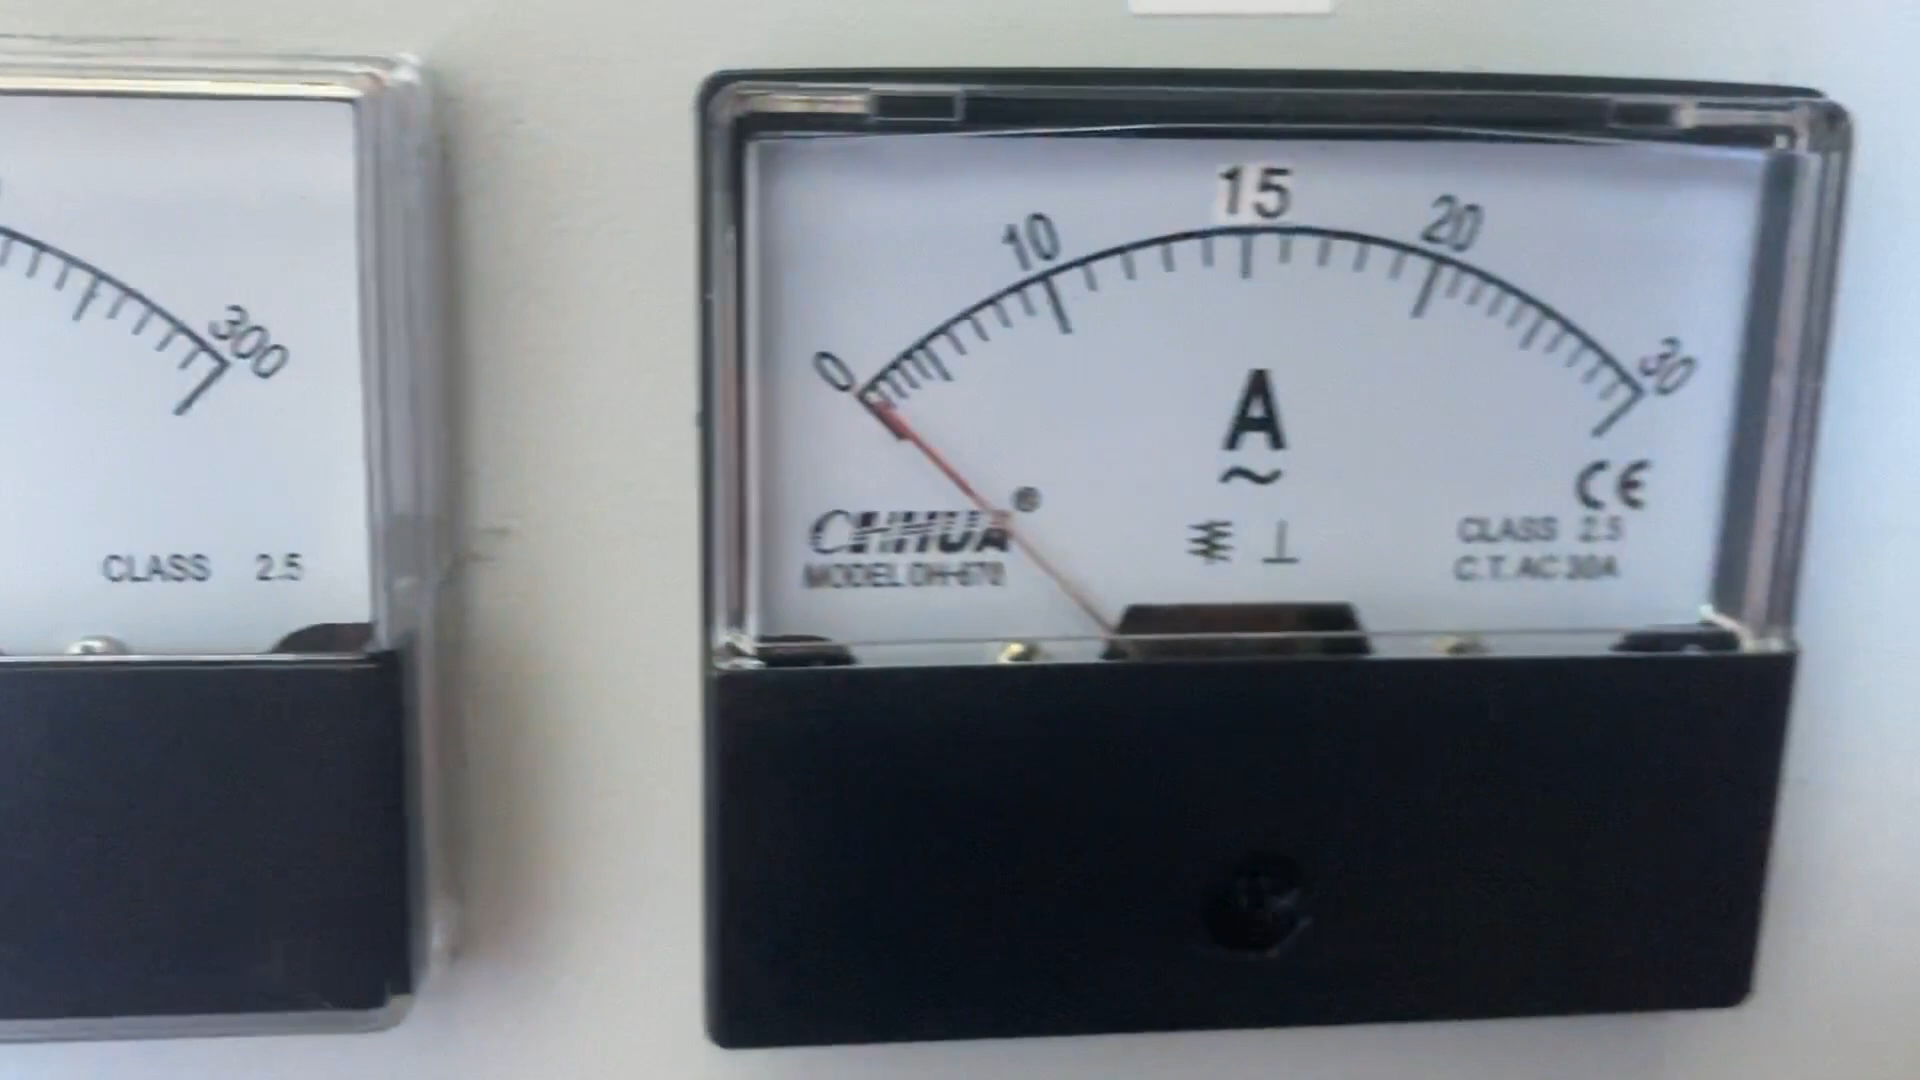 300
CLASS 2.5
0
10
15
20
30
A
CHHUA®
MODEL DH-670
CE
CLASS 2.5
C.T. AC 30A